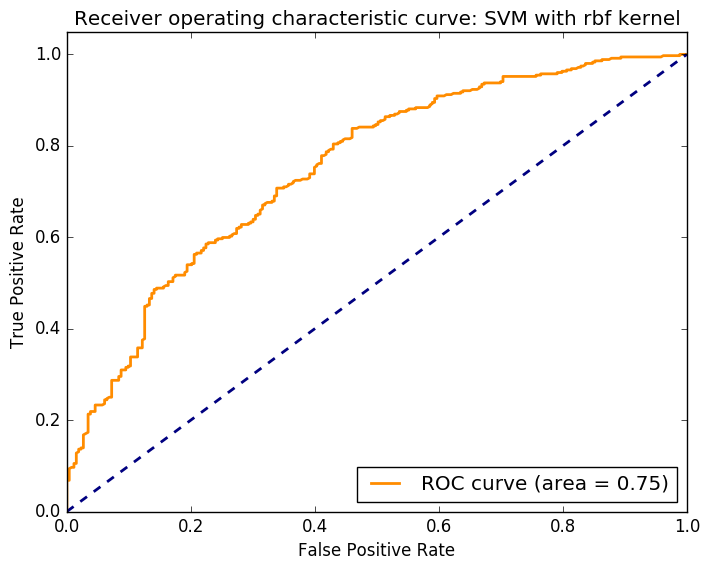 Receiver operating characteristic curve: SVM with rbf kernel
1.0
0.8
0.6
0.4
0.2
0.0
True Positive Rate
ROC curve (area = 0.75)
0.0 0.2 0.4 0.6 0.8 1.0
False Positive Rate